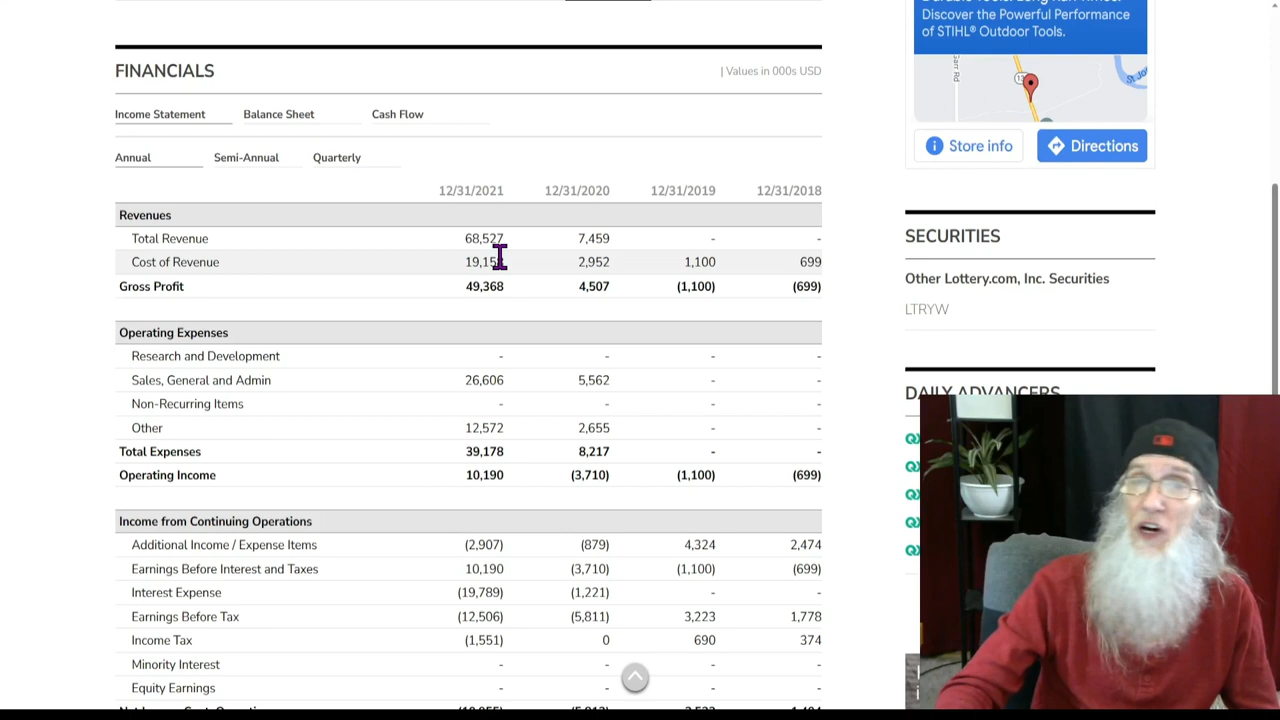 Discover the Powerful Performance
of STIHL® Outdoor Tools.
Store info
Directions
FINANCIALS
| Values in 000s USD
Income Statement Balance Sheet Cash Flow
Annual Semi-Annual Quarterly
12/31/2021 12/31/2020 12/31/2019 12/31/2018
Revenues
Total Revenue 68,527 7,459 - -
Cost of Revenue 2,952 1,100 699
Gross Profit 49,368 4,507 (1,100) (699)
Operating Expenses
Research and Development - - - -
Sales, General and Admin 26,606 5,562 - -
Non-Recurring Items - - - -
Other 12,572 2,655 - -
Total Expenses 39,178 8,217 - -
Operating Income 10,190 (3,710) (1,100) (699)
Income from Continuing Operations
Additional Income / Expense Items (2,907) (879) 4,324 2,474
Earnings Before Interest and Taxes 10,190 (3,710) (1,100) (699)
Interest Expense (19,789) (1,221) - -
Earnings Before Tax (12,506) (5,811) 3,223 1,778
Income Tax (1,551) 0 690 374
Minority Interest - - - -
Equity Earnings - - - -
SECURITIES
Other Lottery.com, Inc. Securities
LTRYW
DAILY ADVANCERS